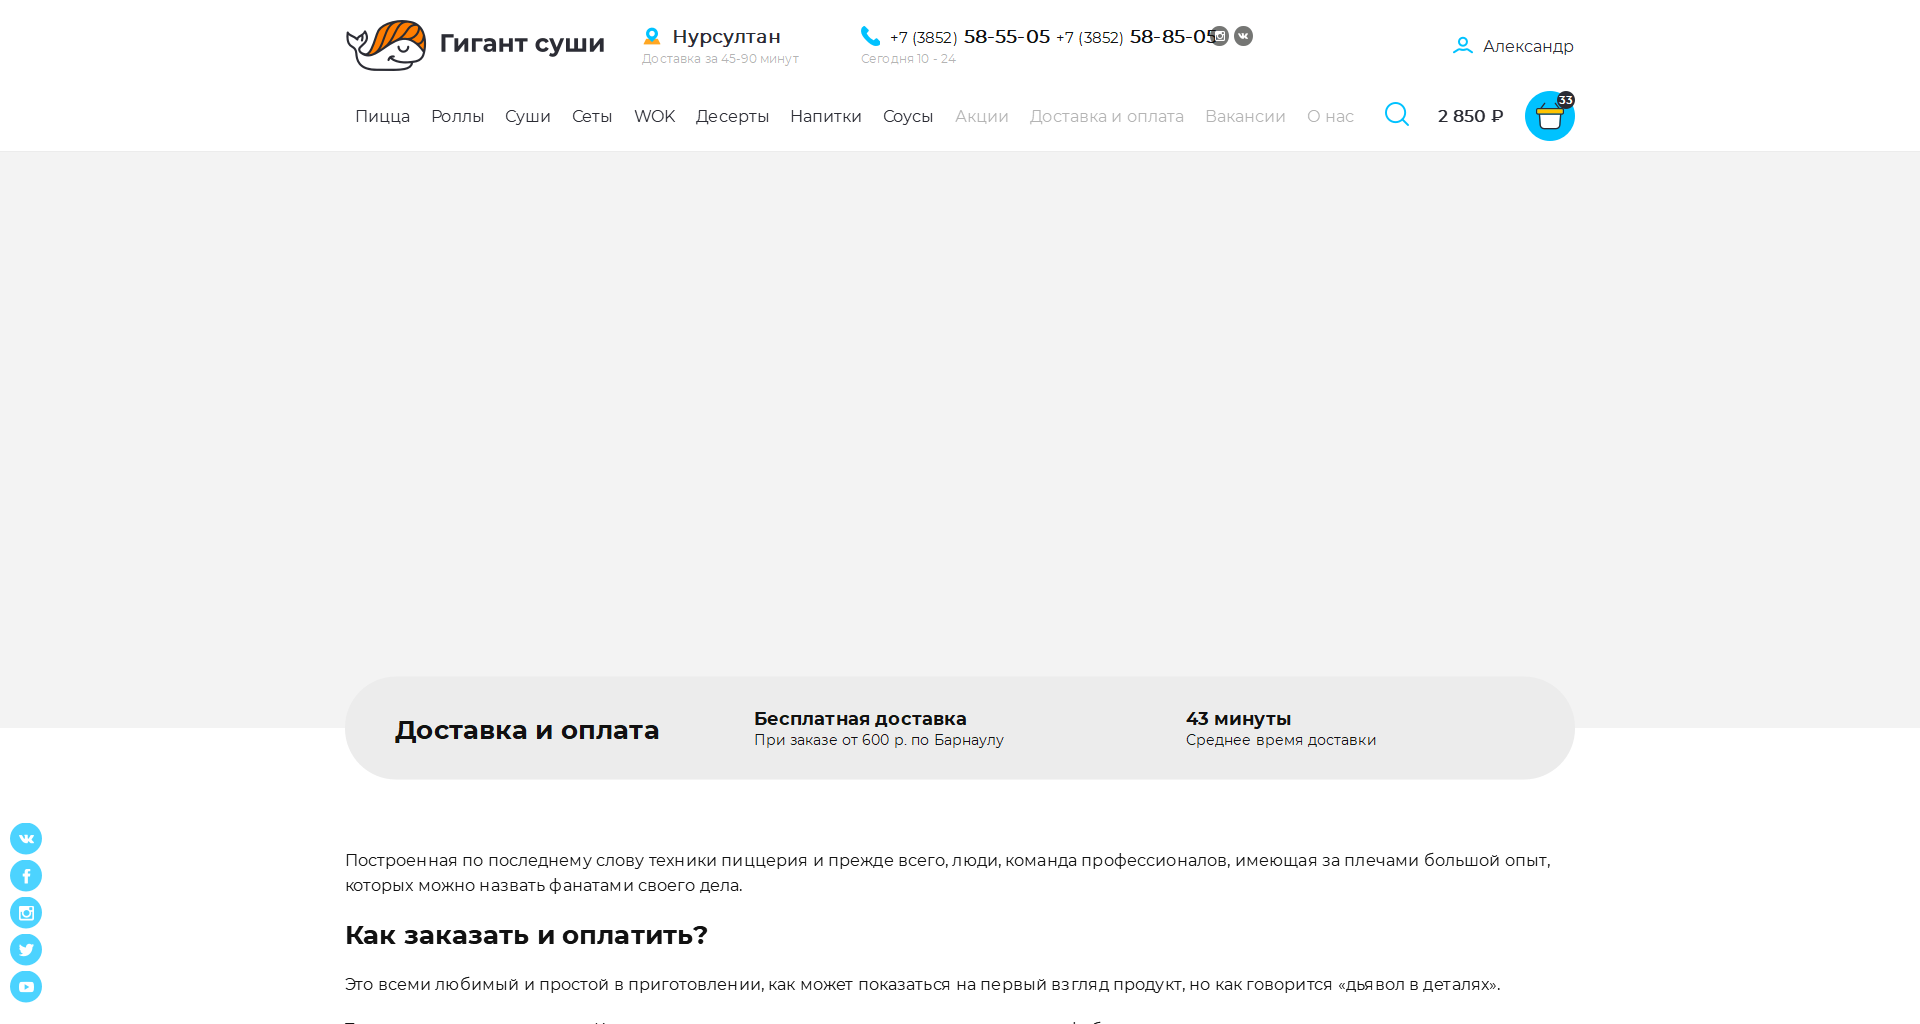 Гигант суши
Нурсултан
Доставка за 45-90 минут
+7 (3852) 58-55-05 +7 (3852) 58-85-05
Сегодня 10 - 24
Александр
Пицца Роллы Суши Сеты WOK Десерты Напитки Соусы Акции Доставка и оплата Вакансии О нас 2 850 ₽ 33
Доставка и оплата
Бесплатная доставка
При заказе от 600 р. по Барнаулу
43 минуты
Среднее время доставки
Построенная по последнему слову техники пиццерия и прежде всего, люди, команда профессионалов, имеющая за плечами большой опыт,
которых можно назвать фанатами своего дела.
Как заказать и оплатить?
Это всеми любимый и простой в приготовлении, как может показаться на первый взгляд продукт, но как говорится «дьявол в деталях».